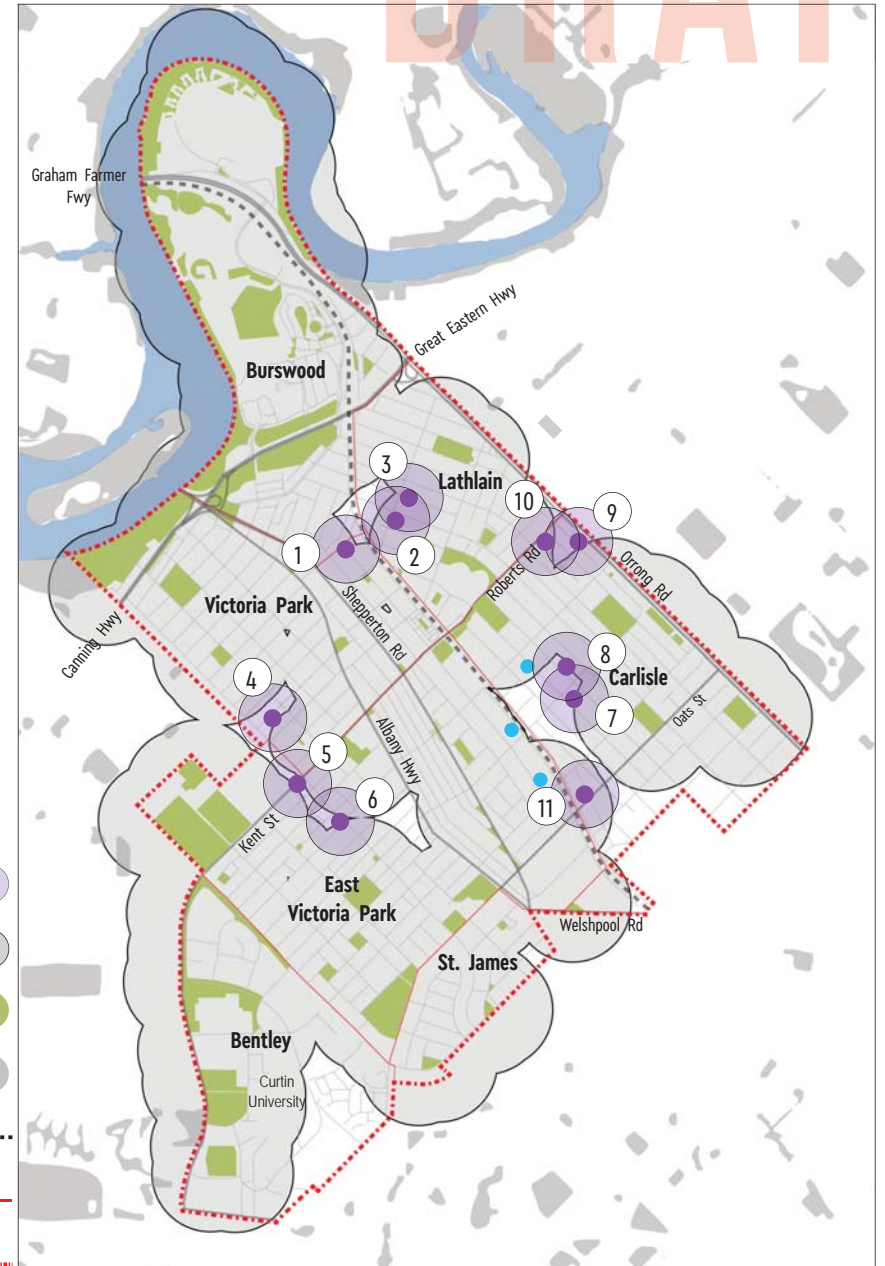 DRAF
Graham Farmer
Fwy
Great Eastern Hwy
Burswood
3
Lathlain
10
9
1
2
Orrong Rd
Roberts Rd
Shepperton
Rd
Victoria Park
Canning Hwy
8
Carlisle
4
7
Oats St
Albany Hwy
5
6
11
Kent St
East
Victoria Park
Welshpool Rd
St. James
Bentley
Curtin
University